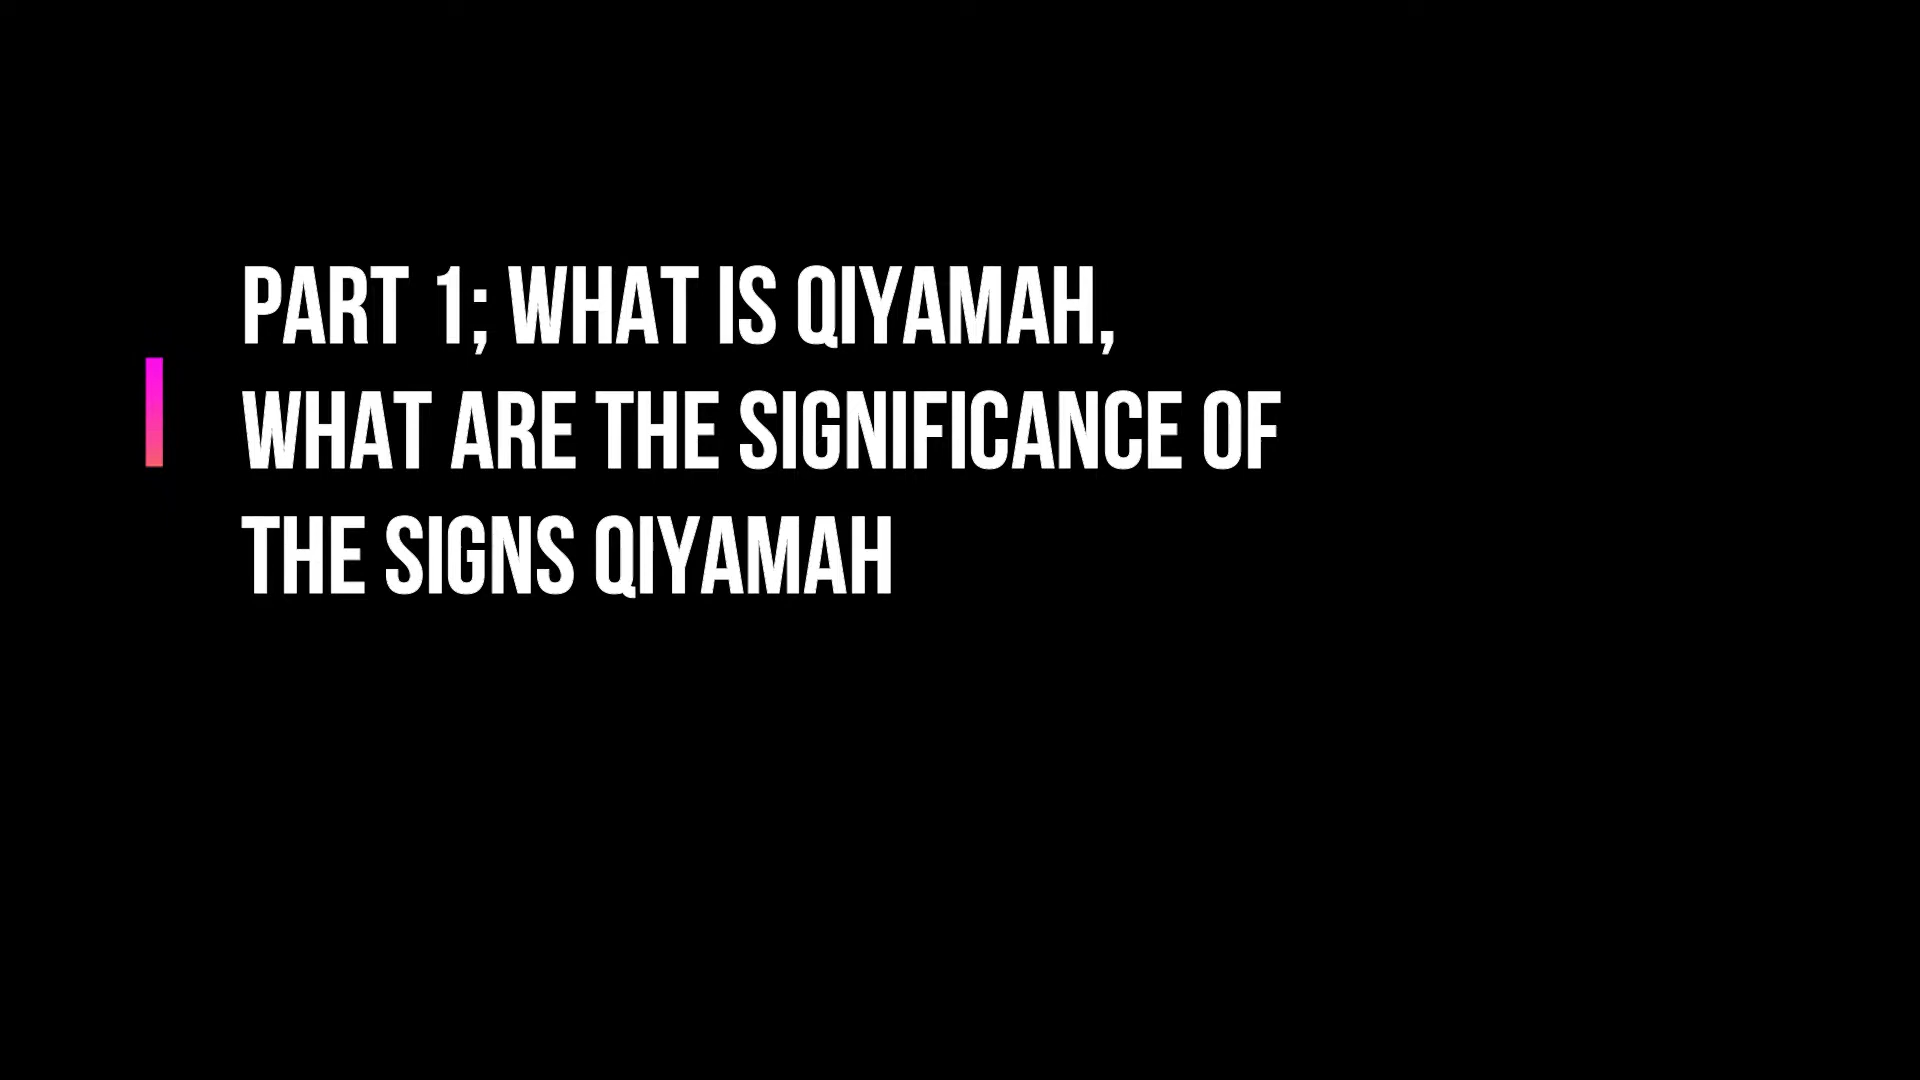 PART 1; WHAT IS QIYAMAH,
WHAT ARE THE SIGNIFICANCE OF
THE SIGNS QIYAMAH